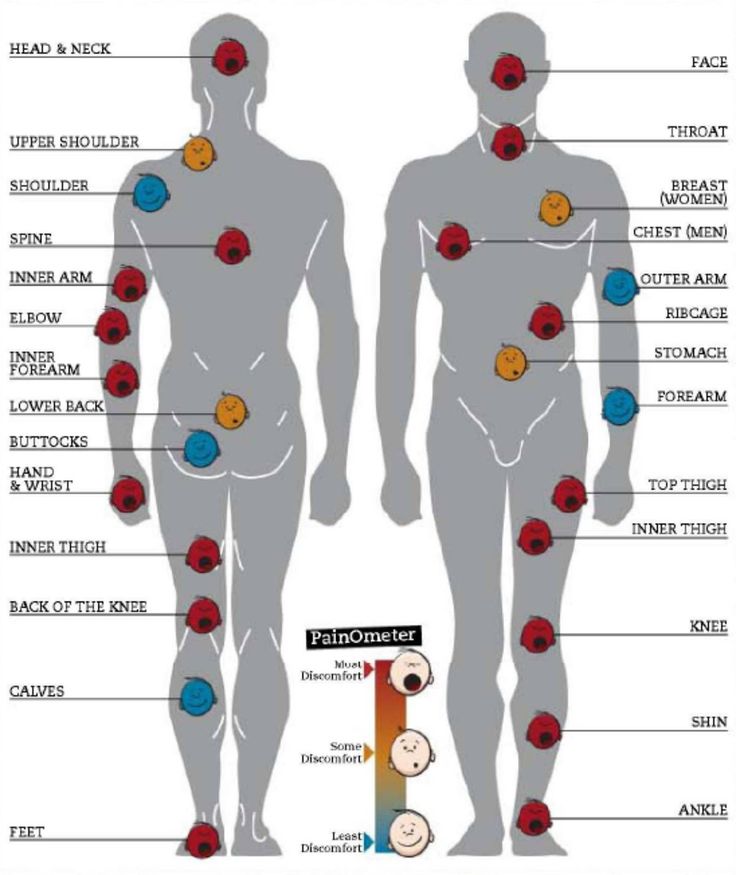 HEAD & NECK
UPPER SHOULDER
SHOULDER
SPINE
INNER ARM
ELBOW
INNER
FOREARM
LOWER BACK
BUTTOCKS
HAND
& WRIST
INNER THIGH
BACK OF THE KNEE
CALVES
FEET
FACE
THROAT
BREAST
(WOMEN)
CHEST (MEN)
OUTER ARM
RIBCAGE
STOMACH
FOREARM
TOP THIGH
INNER THIGH
KNEE
SHIN
ANKLE
PainOmeter
Most
Discomfort
Some
Discomfort
Least
Discomfort